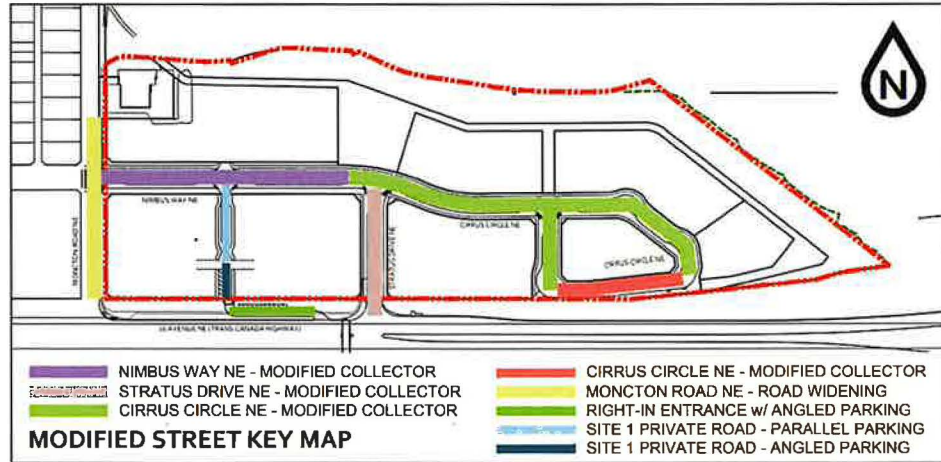 N
MONCTON ROAD NE
NIMBUS WAY NE
STRATUS DRIVE NE
CIRRUS CIRCLE NE
CIRRUS CIRCLE NE
16 AVENUE NE (TRANS CANADA HIGHWAY)
NIMBUS WAY NE - MODIFIED COLLECTOR
STRATUS DRIVE NE - MODIFIED COLLECTOR
CIRRUS CIRCLE NE - MODIFIED COLLECTOR
MODIFIED STREET KEY MAP
CIRRUS CIRCLE NE - MODIFIED COLLECTOR
MONCTON ROAD NE - ROAD WIDENING
RIGHT-IN ENTRANCE w/ ANGLED PARKING
SITE 1 PRIVATE ROAD - PARALLEL PARKING
SITE 1 PRIVATE ROAD - ANGLED PARKING